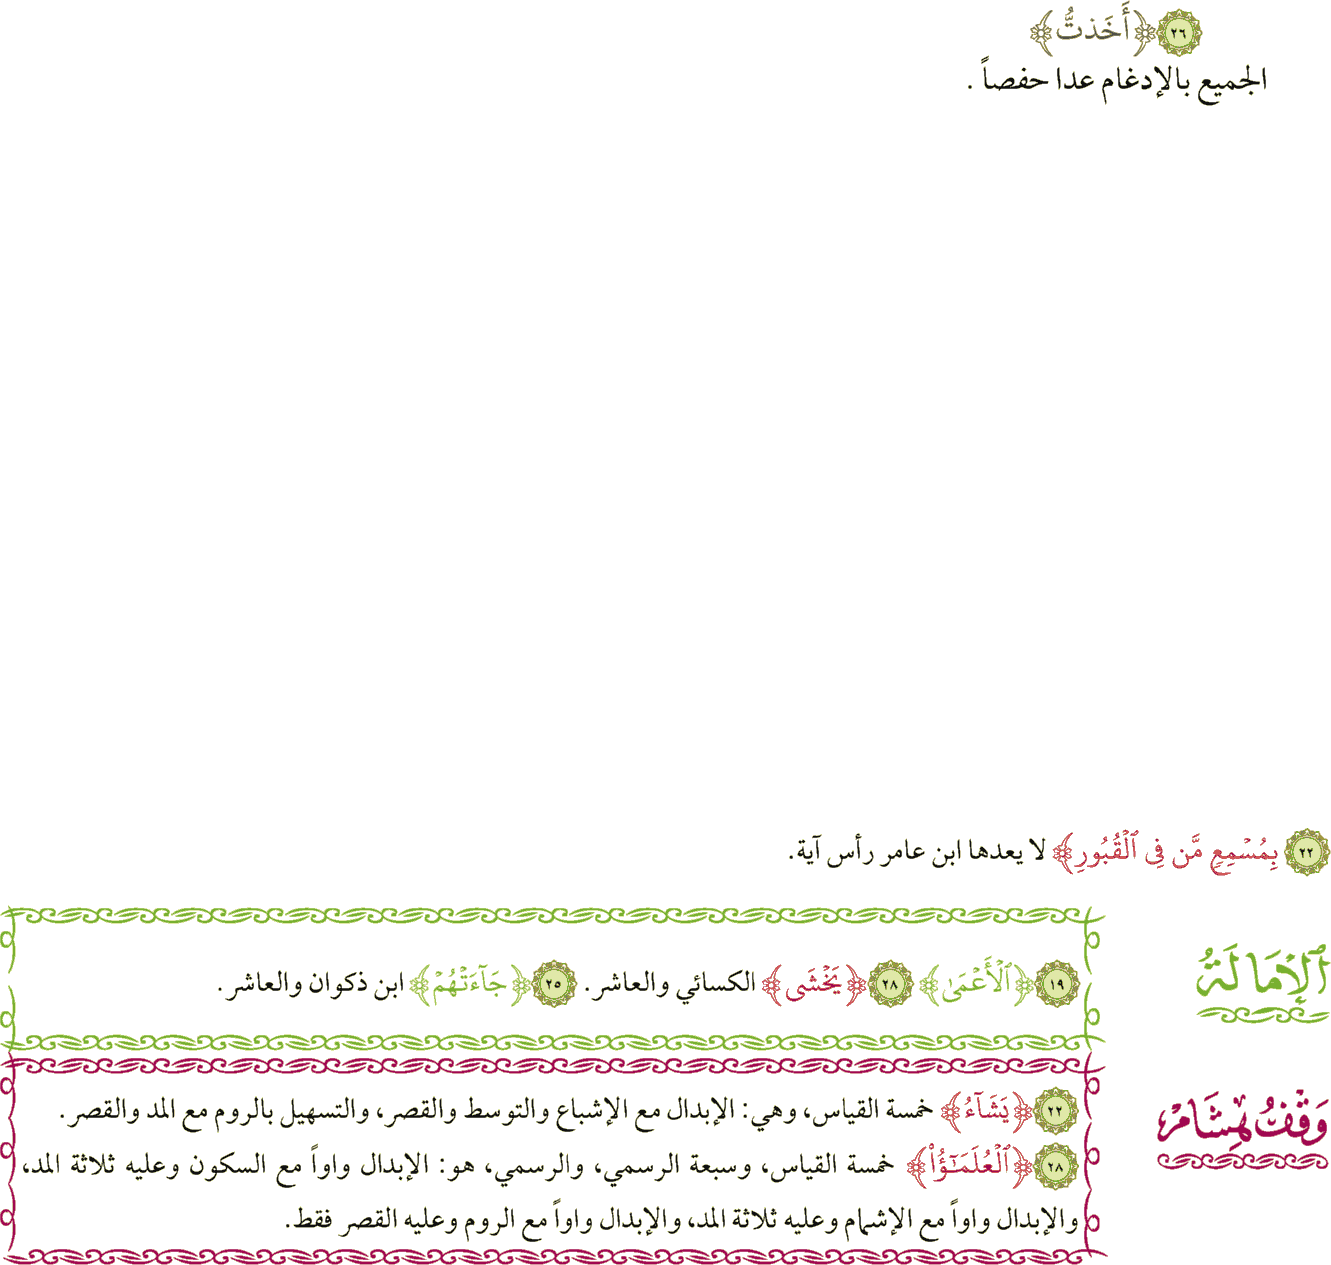 ٢٦ ﴿أَخَذتُّ﴾
الجميع بالإدغام عدا حفصاً .
٢٢ بِمُسْمِعٍ مَّن فِى ٱلْقُبُورِ﴾ لا يعدها ابن عامر رأس آية.
ٱلْإِمَالَةُ
١٩ ﴿ٱلْأَعْمَىٰ﴾ ٢٨ ﴿يَخْشَى﴾ الكسائي والعاشر. ٢٥ ﴿جَآءَتْهُمْ﴾ ابن ذكوان والعاشر.
وَقْفُ هِشَامْ
٢٢ ﴿يَشَآءُ﴾ خمسة القياس، وهي: الإبدال مع الإشباع والتوسط والقصر، والتسهيل بالروم مع المد والقصر.
٢٨ ﴿ٱلْعُلَمَـٰٓؤُا۟﴾ خمسة القياس، وسبعة الرسمي، والرسمي، هو: الإبدال واواً مع السكون وعليه ثلاثة المد،
والإبدال واواً مع الإشمام وعليه ثلاثة المد، والإبدال واواً مع الروم وعليه القصر فقط.